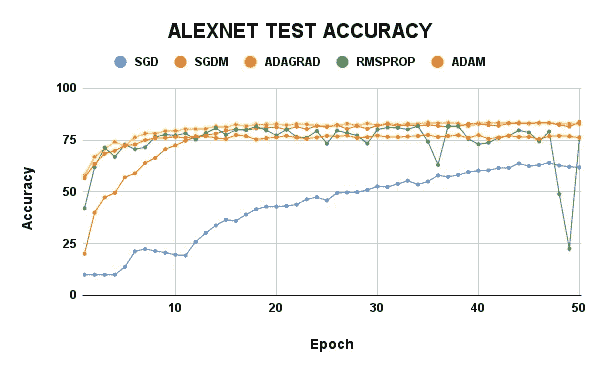 ALEXNET TEST ACCURACY
SGD SGDM ADAGRAD RMSPROP ADAM
100
75
50
25
0
Accuracy
10 20 30 40 50
Epoch